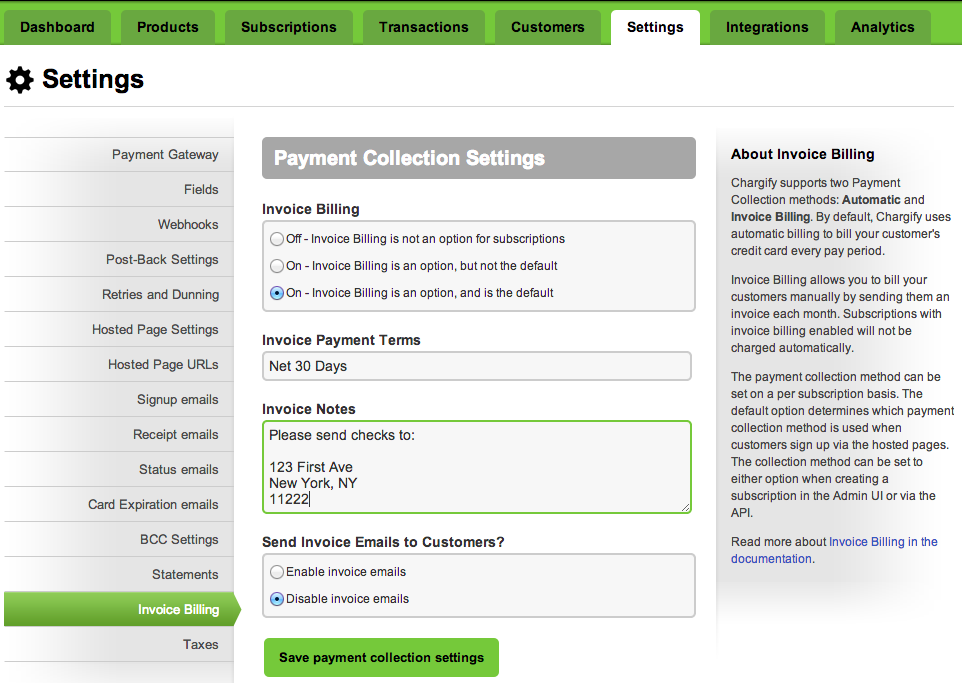 Dashboard Products Subscriptions Transactions Customers Settings Integrations Analytics
Settings
Payment Gateway
Fields
Webhooks
Post-Back Settings
Retries and Dunning
Hosted Page Settings
Hosted Page URLs
Signup emails
Receipt emails
Status emails
Card Expiration emails
BCC Settings
Statements
Invoice Billing
Taxes
Payment Collection Settings
Invoice Billing
Off - Invoice Billing is not an option for subscriptions
On - Invoice Billing is an option, but not the default
On - Invoice Billing is an option, and is the default
Invoice Payment Terms
Net 30 Days
Invoice Notes
Please send checks to:
123 First Ave
New York, NY
11222
Send Invoice Emails to Customers?
Enable invoice emails
Disable invoice emails
Save payment collection settings
About Invoice Billing
Chargify supports two Payment
Collection methods: Automatic and
Invoice Billing. By default, Chargify uses
automatic billing to bill your customer's
credit card every pay period.
Invoice Billing allows you to bill your
customers manually by sending them an
invoice each month. Subscriptions with
invoice billing enabled will not be
charged automatically.
The payment collection method can be
set on a per subscription basis. The
default option determines which payment
collection method is used when
customers sign up via the hosted pages.
The collection method can be set to
either option when creating a
subscription in the Admin UI or via the
API.
Read more about Invoice Billing in the
documentation.